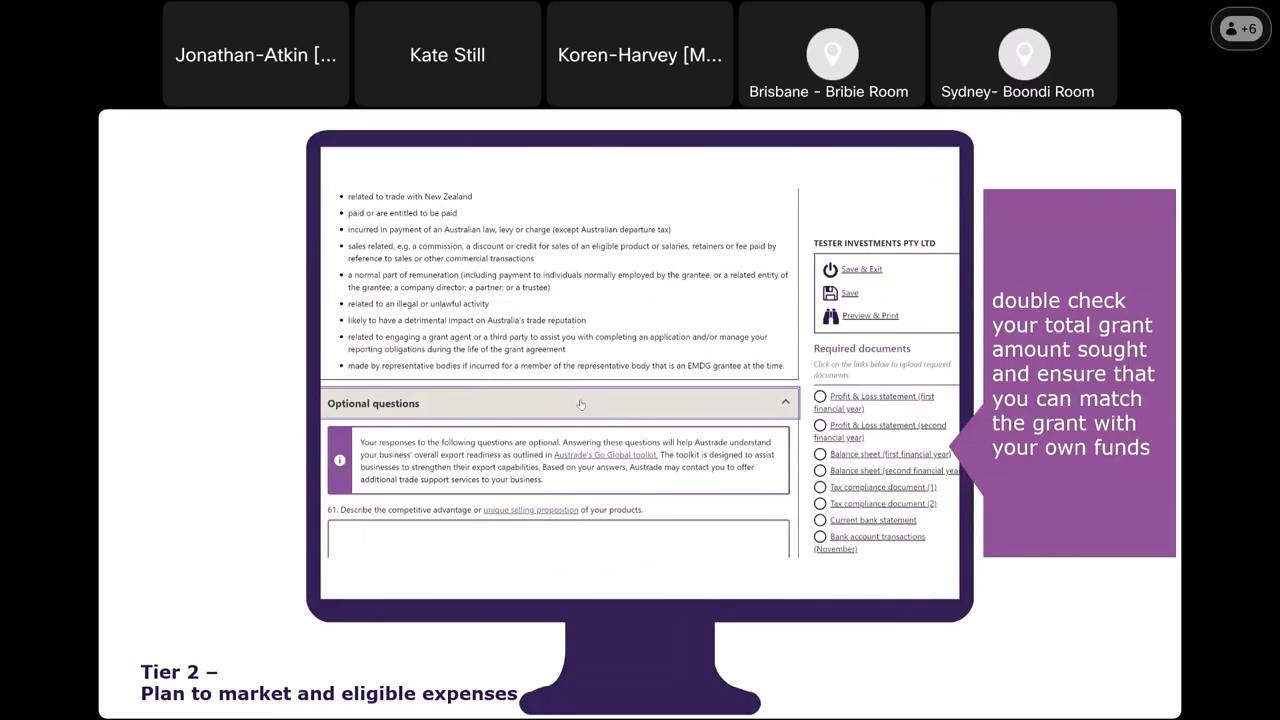 Jonathan-Atkin [...
Kate Still
Koren-Harvey [M...
Brisbane - Bribie Room
Sydney- Boondi Room
+6
related to trade with New Zealand
paid or are entitled to be paid
incurred in payment of an Australian law, levy or charge (except Australian departure tax)
sales related, e.g. a commission, a discount or credit for sales of an eligible product or salaries, retainers or fee paid by
reference to sales or other commercial transactions
a normal part of remuneration (including payment to individuals normally employed by the grantee, or a related entity of
the grantee; a company director; a partner; or a trustee)
related to an illegal or unlawful activity
likely to have a detrimental impact on Australia's trade reputation
related to engaging a grant agent or a third party to assist you with completing an application and/or manage your
reporting obligations during the life of the grant agreement
made by representative bodies if incurred for a member of the representative body that is an EMDG grantee at the time.
Optional questions
Your responses to the following questions are optional. Answering these questions will help Austrade understand
your business' overall export readiness as outlined in Austrade's Go Global toolkit. The toolkit is designed to assist
businesses to strengthen their export capabilities. Based on your answers, Austrade may contact you to offer
additional trade support services to your business.
61. Describe the competitive advantage or unique selling proposition of your products.
TESTER INVESTMENTS PTY LTD
Save & Exit
Save
Preview & Print
Required documents
Click on the links below to upload required
documents
Profit & Loss statement (first
financial year)
Profit & Loss statement (second
financial year)
Balance sheet (first financial year)
Balance sheet (second financial year
Tax compliance document (1)
Tax compliance document (2)
Current bank statement
Bank account transactions
(November)
double check
your total grant
amount sought
and ensure that
you can match
the grant with
your own funds
Tier 2 –
Plan to market and eligible expenses